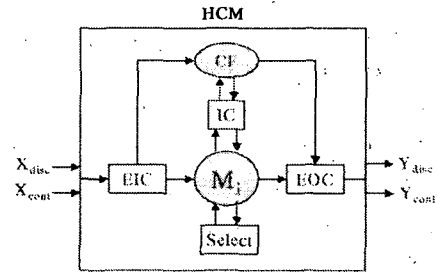 HCM
CF
IC
X_disc
X_cont
EIC
M_i
EOC
Y_disc
Y_cont
Select